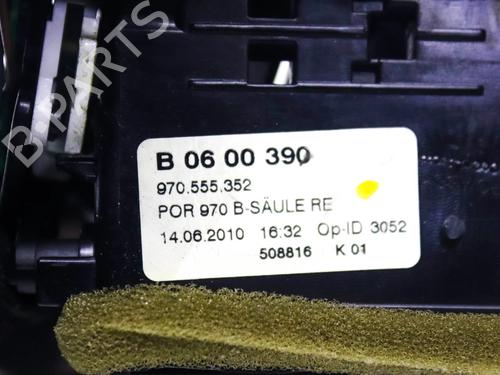 B-PARTS
B 06 00 390
970.555.352
POR 970 B-SÄULE RE
14.06.2010 16:32 Op-ID 3052
508816 K 01
B-PARTS